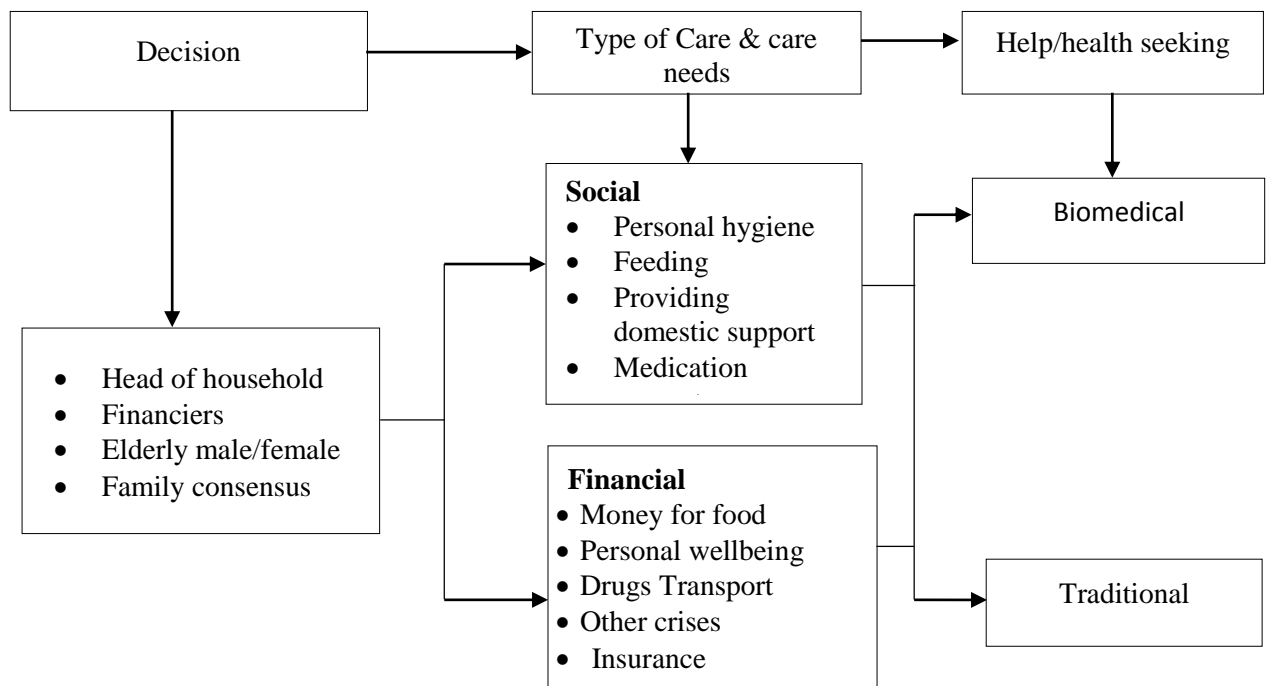 Decision
Type of Care & care
needs
Help/health seeking
Social
• Personal hygiene
• Feeding
• Providing
domestic support
• Medication
Biomedical
• Head of household
• Financiers
• Elderly male/female
• Family consensus
Financial
• Money for food
• Personal wellbeing
• Drugs Transport
• Other crises
• Insurance
Traditional